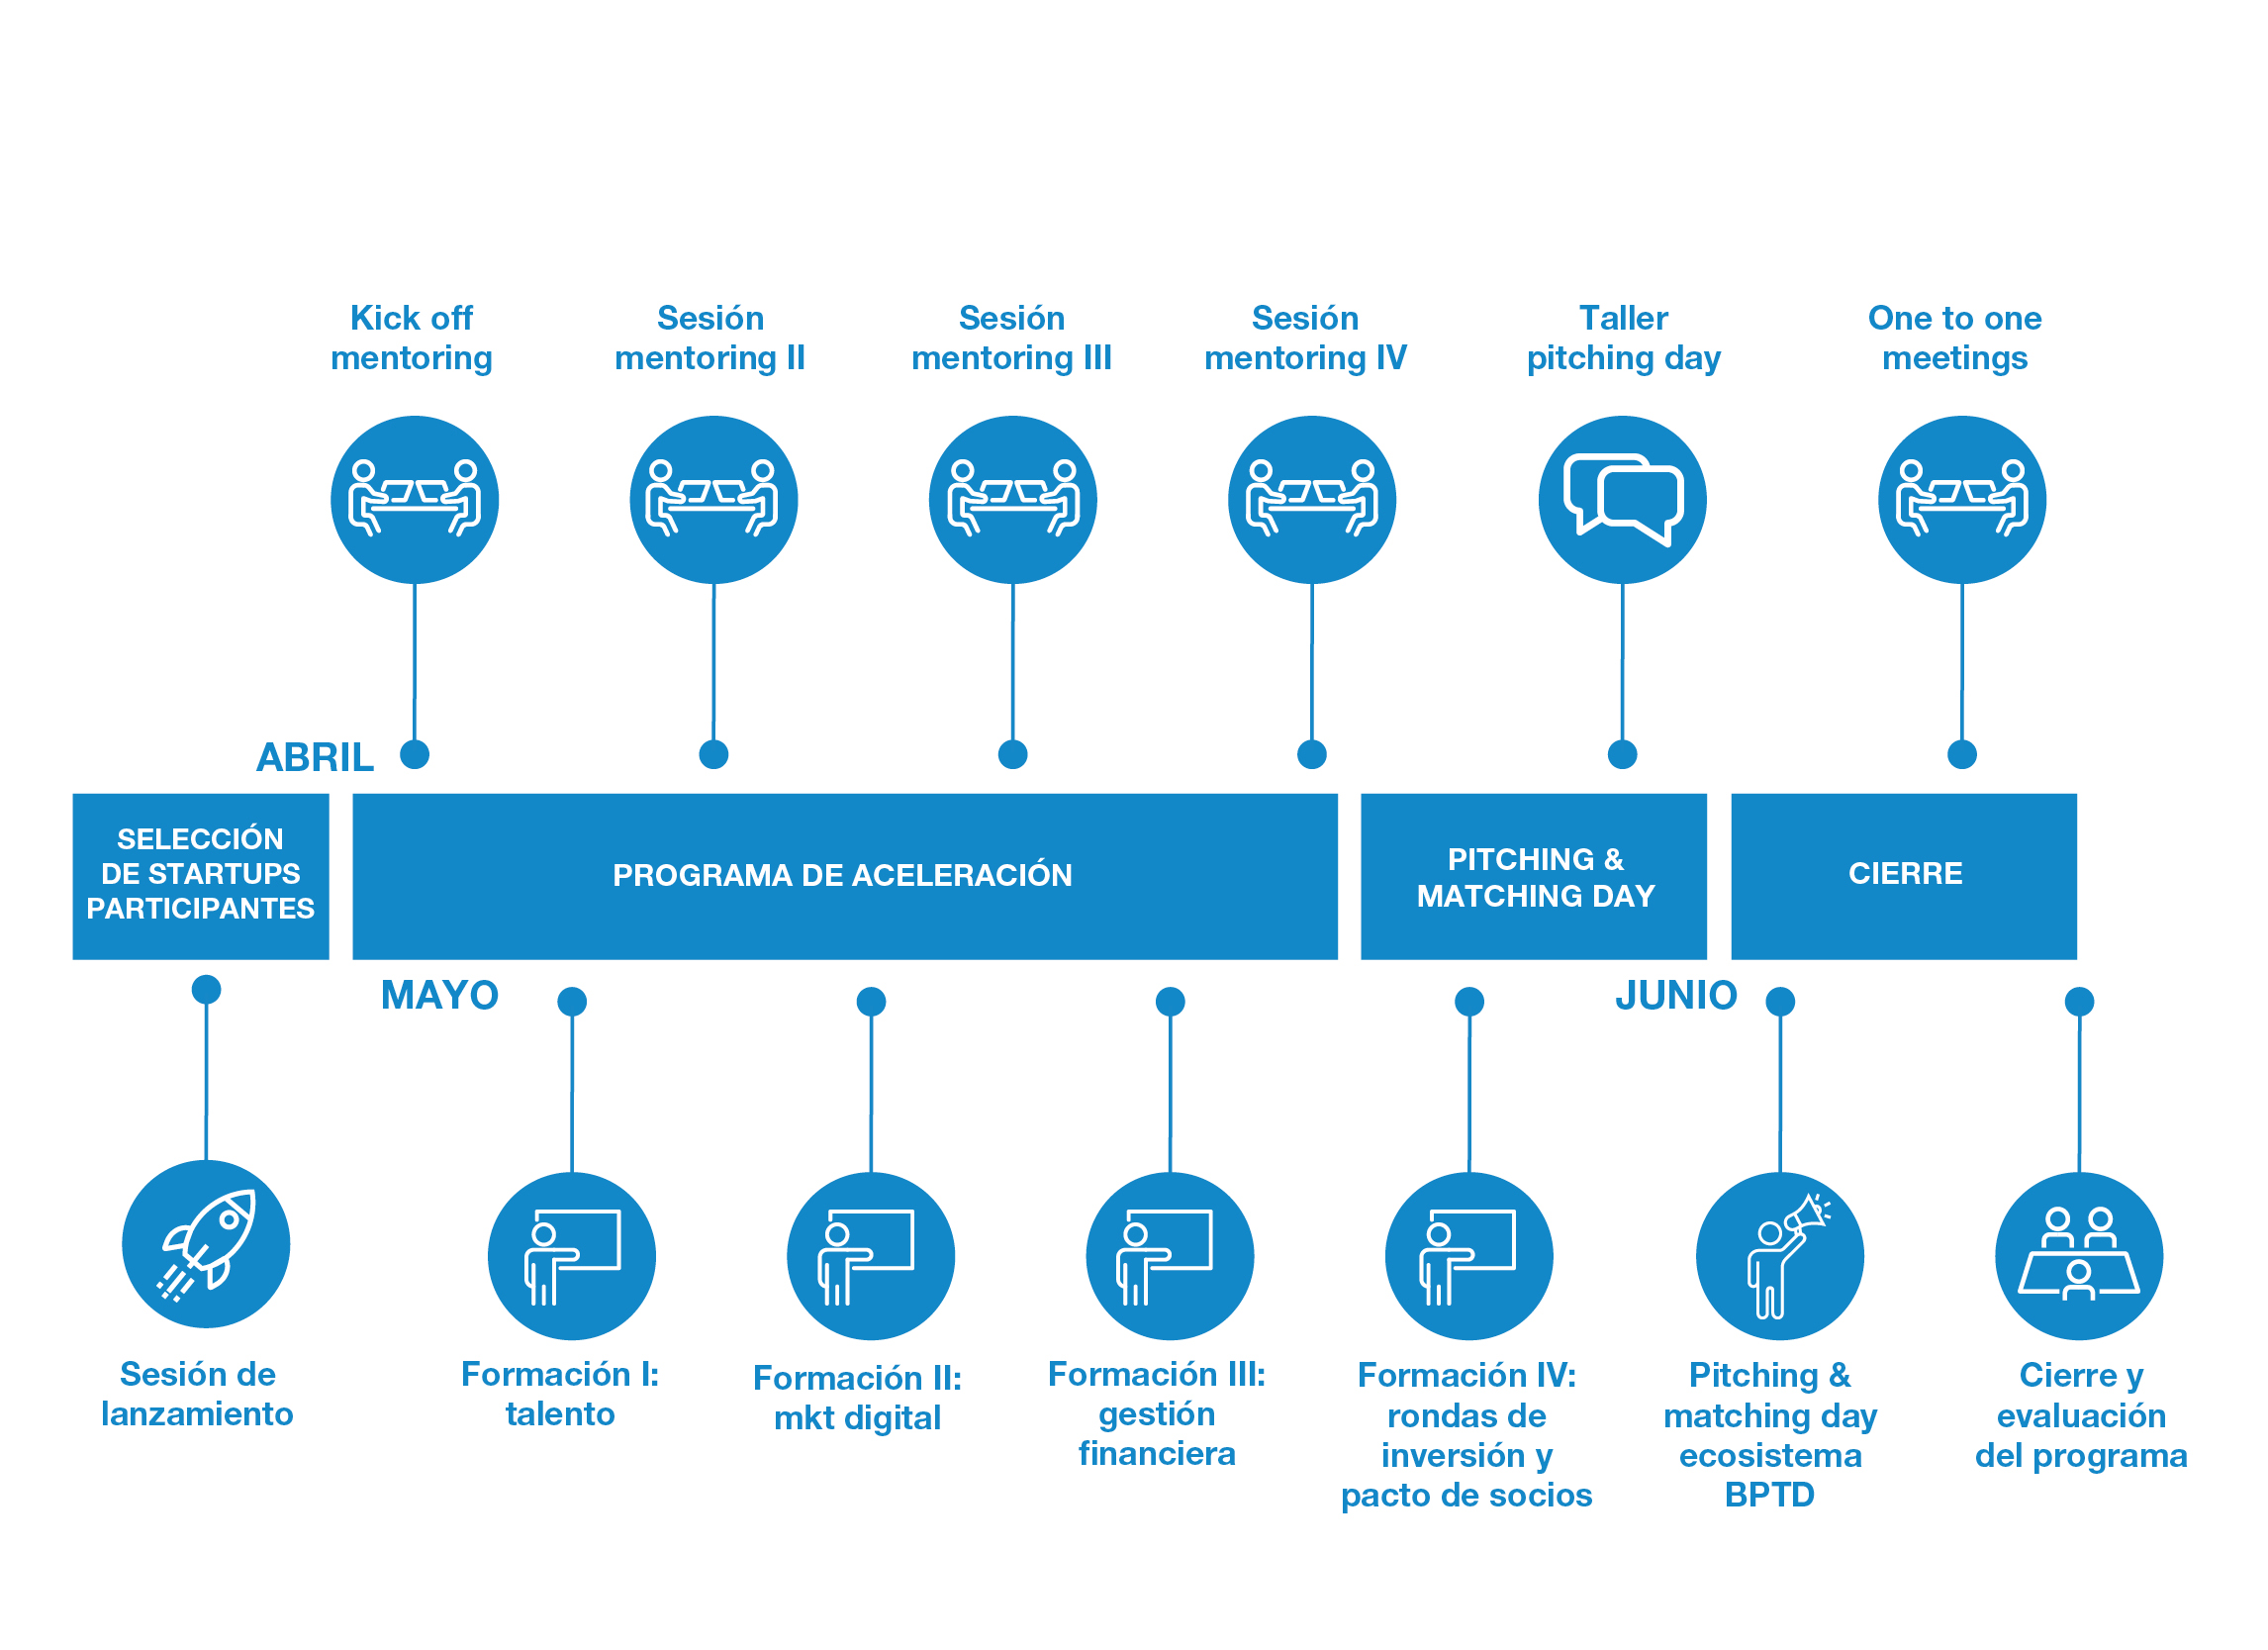 Kick off
mentoring
Sesión
mentoring II
Sesión
mentoring III
Sesión
mentoring IV
Taller
pitching day
One to one
meetings
ABRIL
SELECCIÓN
DE STARTUPS
PARTICIPANTES
PROGRAMA DE ACELERACIÓN
PITCHING &
MATCHING DAY
CIERRE
MAYO
JUNIO
Sesión de
lanzamiento
Formación I:
talento
Formación II:
mkt digital
Formación III:
gestión
financiera
Formación IV:
rondas de
inversión y
pacto de socios
Pitching &
matching day
ecosistema
BPTD
Cierre y
evaluación
del programa